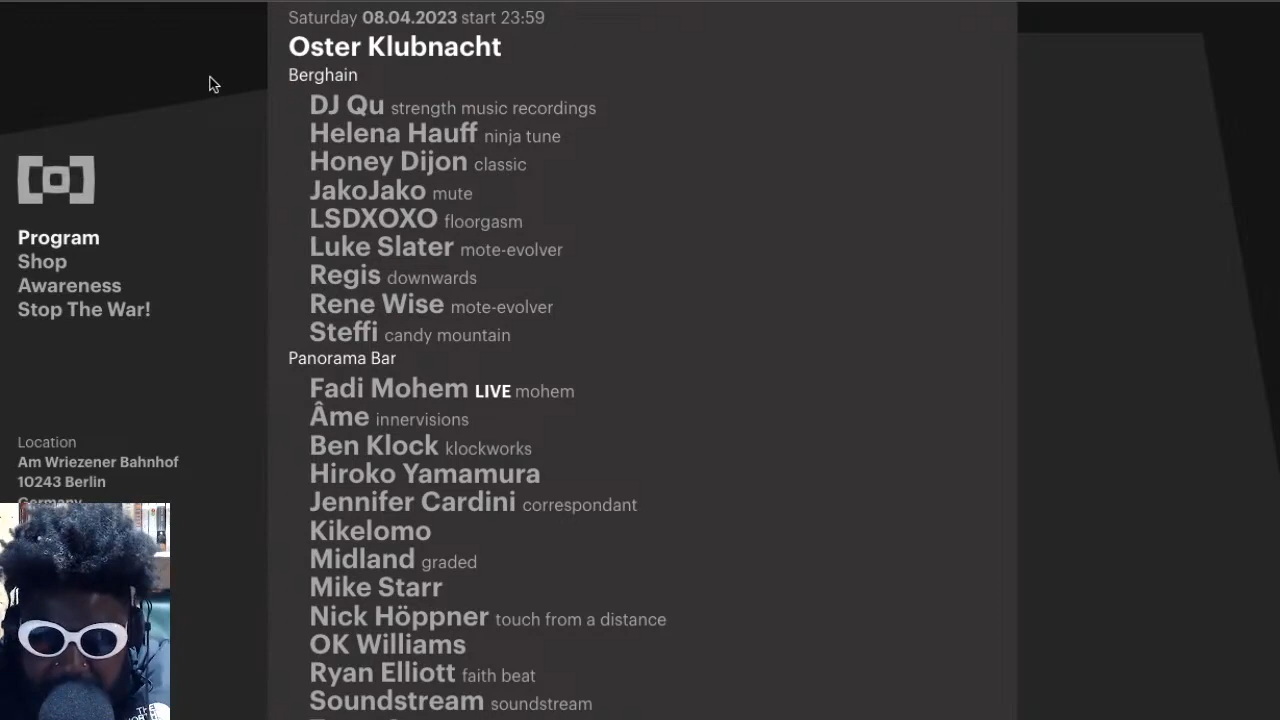 Saturday 08.04.2023 start 23:59
Oster Klubnacht
Berghain
DJ Qu strength music recordings
Helena Hauff ninja tune
Honey Dijon classic
JakoJako mute
LSDXOXO floorgasm
Luke Slater mote-evolver
Regis downwards
Rene Wise mote-evolver
Steffi candy mountain
Panorama Bar
Fadi Mohem LIVE mohem
Âme innervisions
Ben Klock klockworks
Hiroko Yamamura
Jennifer Cardini correspondant
Kikelomo
Midland graded
Mike Starr
Nick Höppner touch from a distance
OK Williams
Ryan Elliott faith beat
Soundstream soundstream
Program
Shop
Awareness
Stop The War!
Location
Am Wriezener Bahnhof
10243 Berlin
Germany